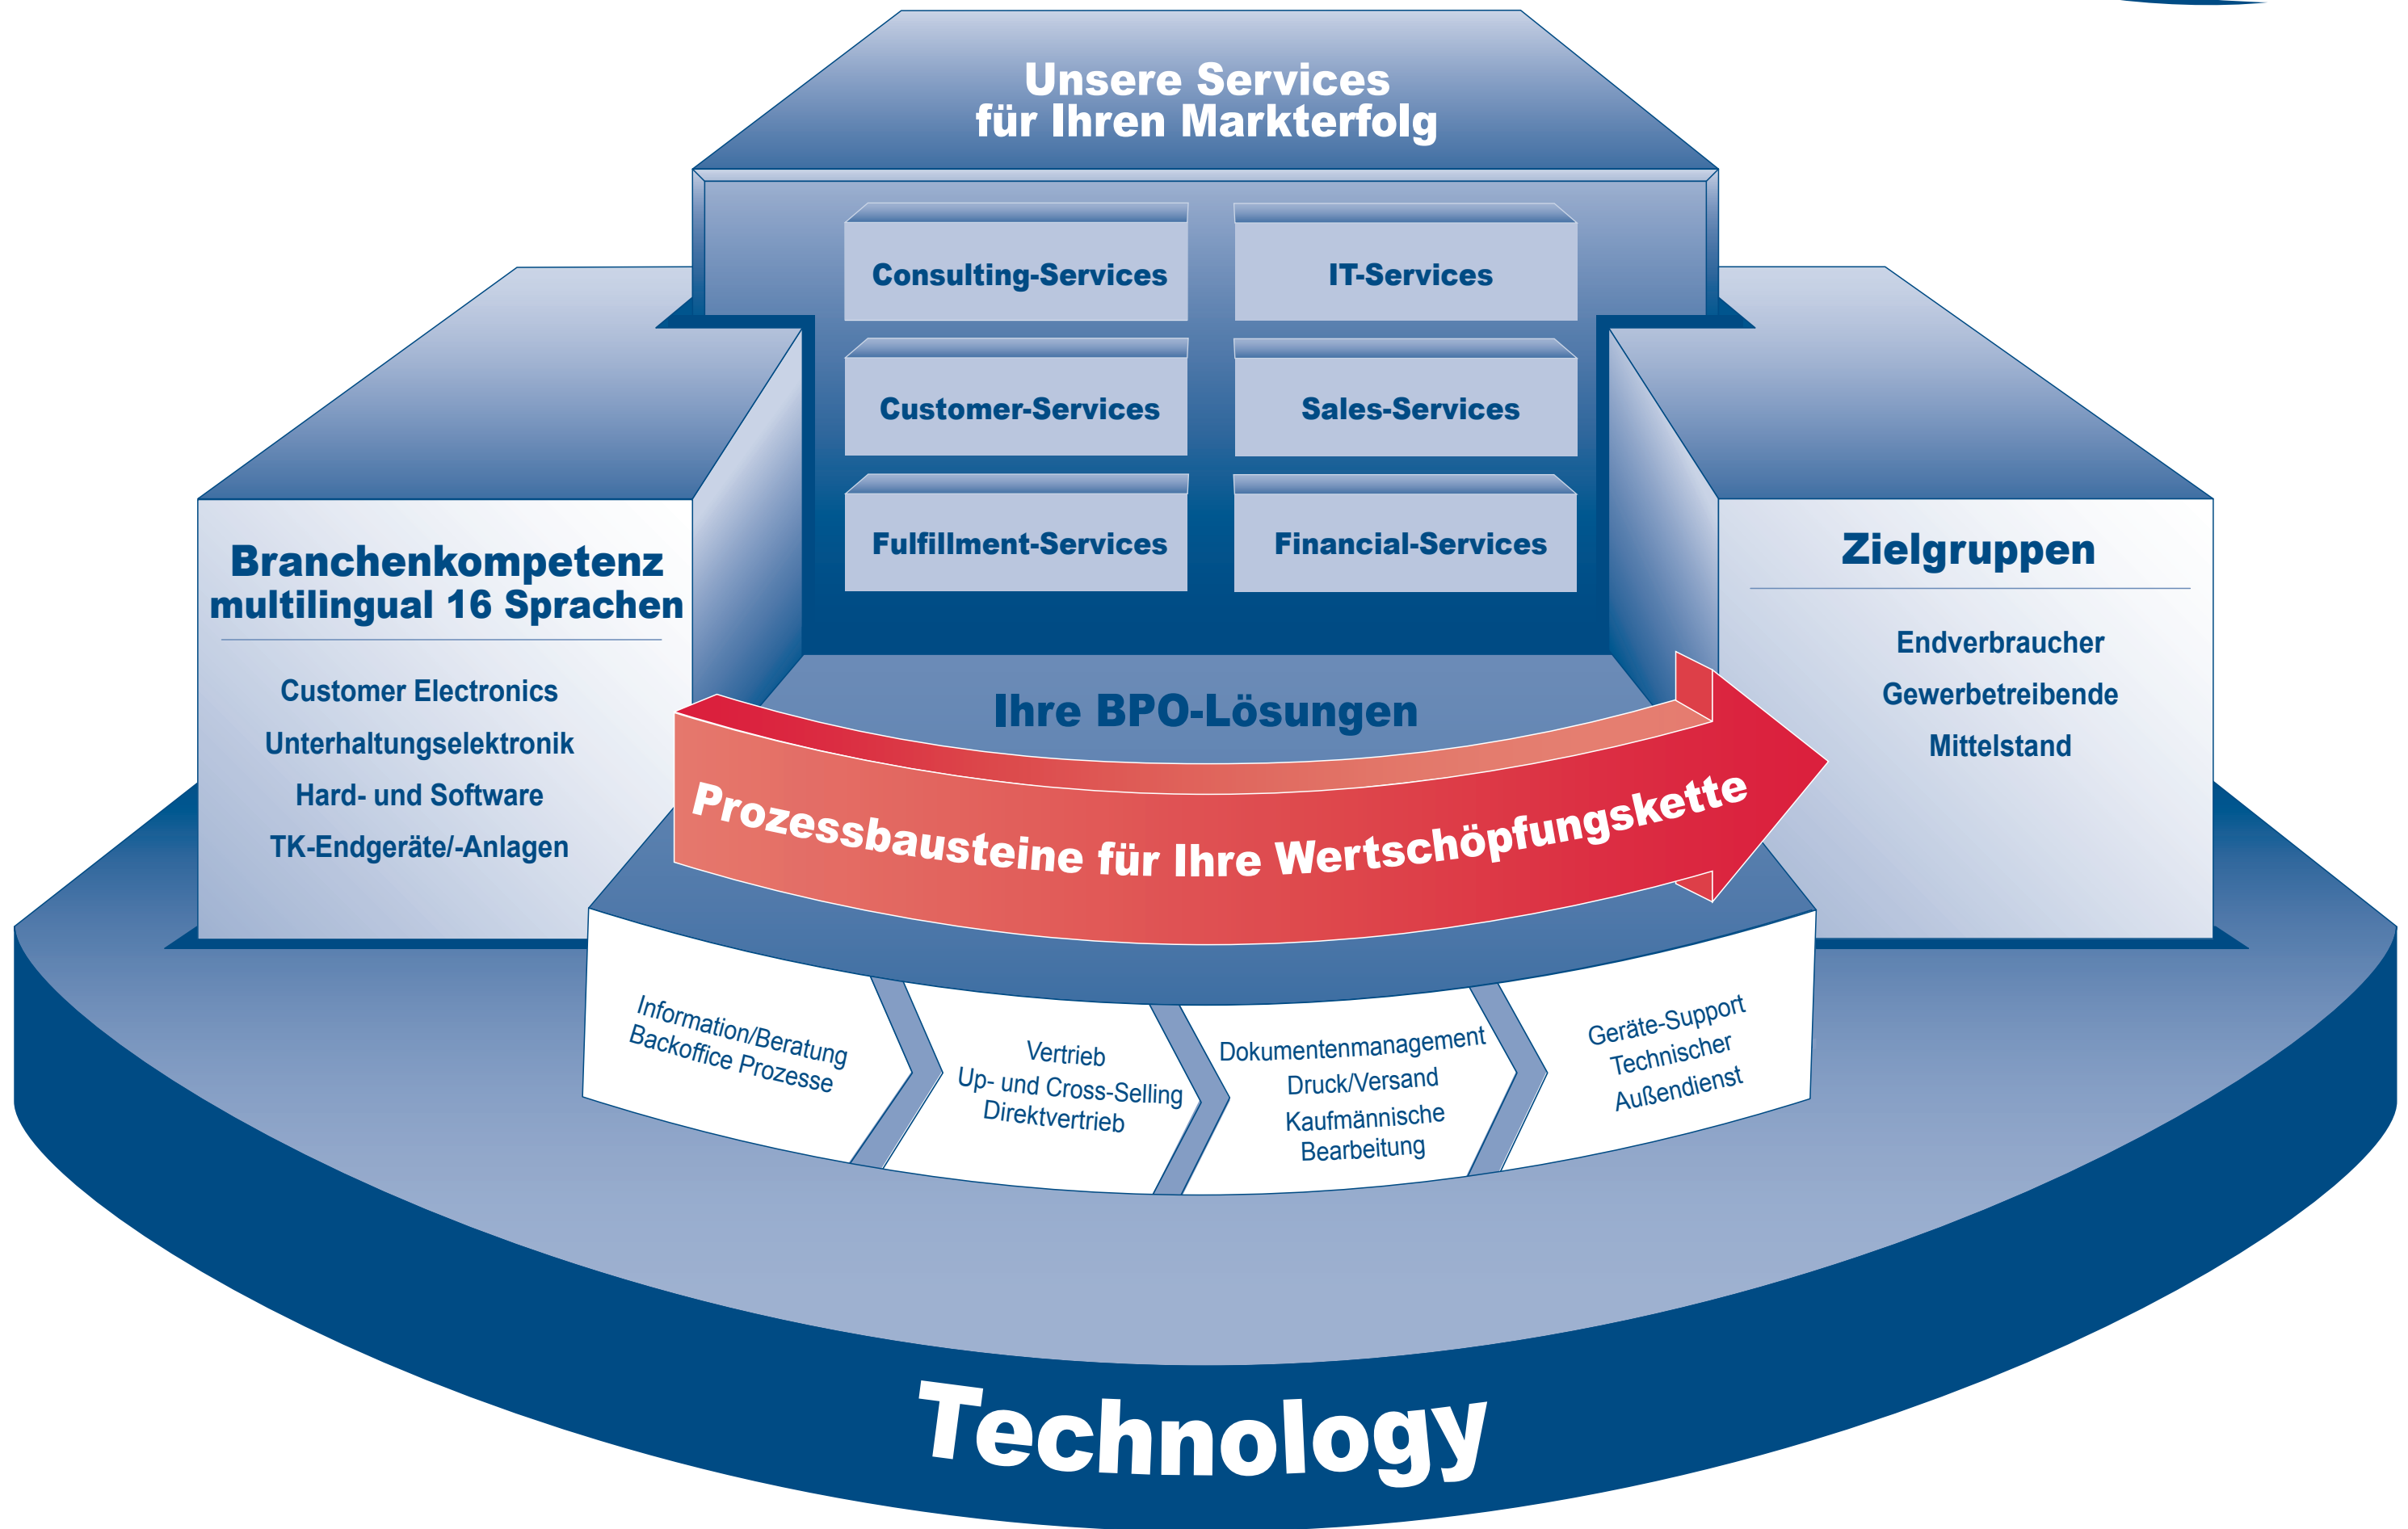 Unsere Services
für Ihren Markterfolg
Consulting-Services
IT-Services
Customer-Services
Sales-Services
Fulfillment-Services
Financial-Services
Branchenkompetenz
multilingual 16 Sprachen
Customer Electronics
Unterhaltungselektronik
Hard- und Software
TK-Endgeräte/-Anlagen
Zielgruppen
Endverbraucher
Gewerbetreibende
Mittelstand
Ihre BPO-Lösungen
Prozessbausteine für Ihre Wertschöpfungskette
Information/Beratung
Backoffice Prozesse
Vertrieb
Up- und Cross-Selling
Direktvertrieb
Dokumentenmanagement
Druck/Versand
Kaufmännische
Bearbeitung
Geräte-Support
Technischer
Außendienst
Technology